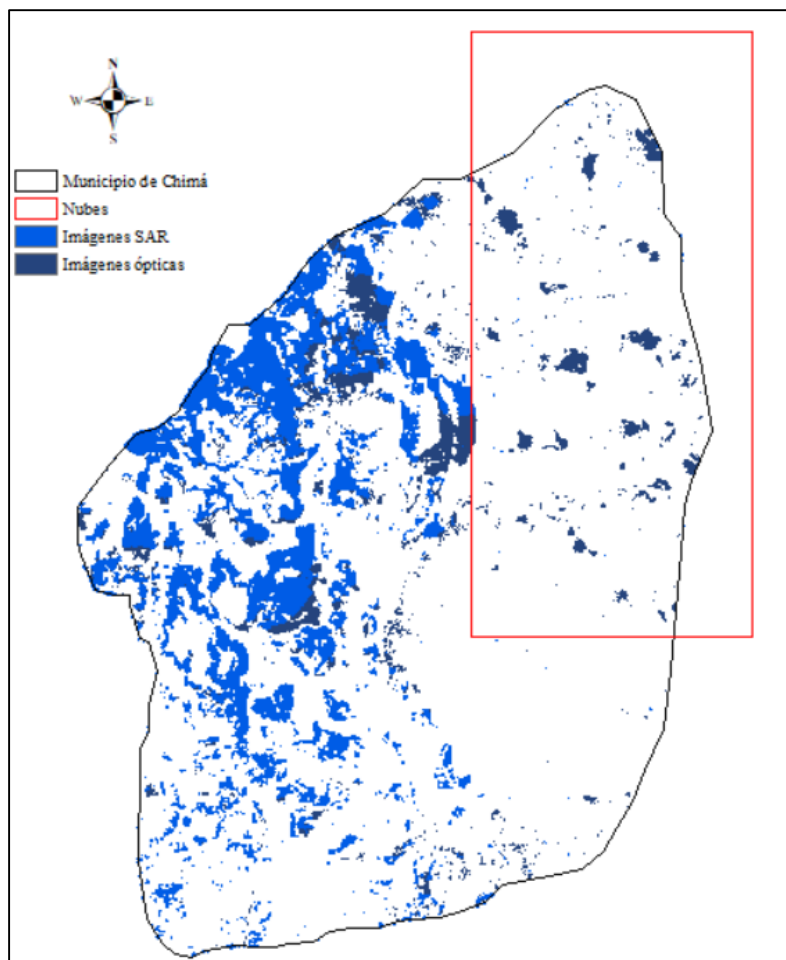 N
W E
S
Municipio de Chimá
Nubes
Imágenes SAR
Imágenes ópticas